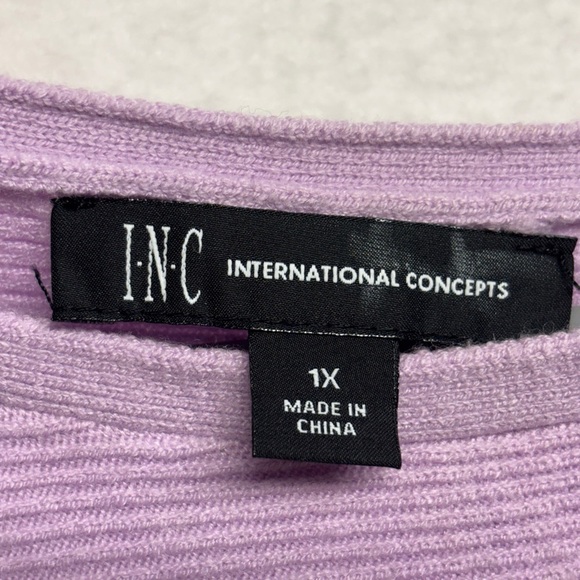 I·N·C INTERNATIONAL CONCEPTS
1X
MADE IN
CHINA